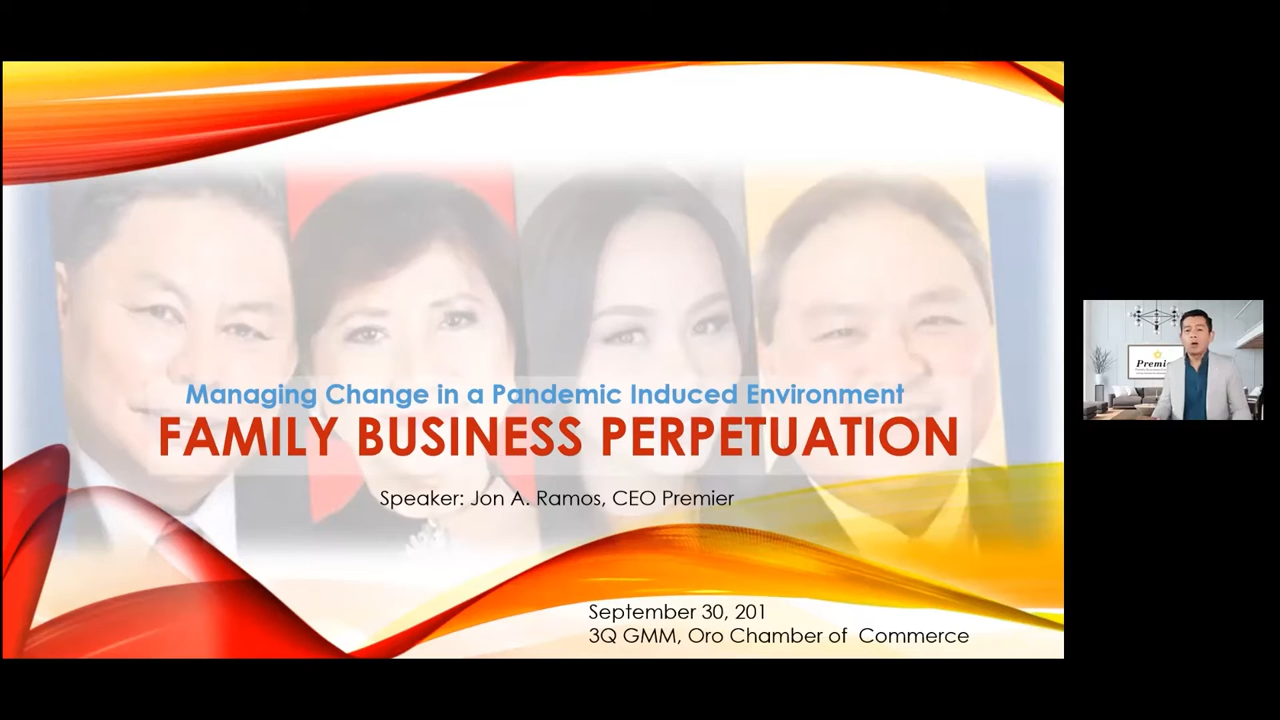 Managing Change in a Pandemic Induced Environment
FAMILY BUSINESS PERPETUATION
Speaker: Jon A. Ramos, CEO Premier
September 30, 201
3Q GMM, Oro Chamber of Commerce